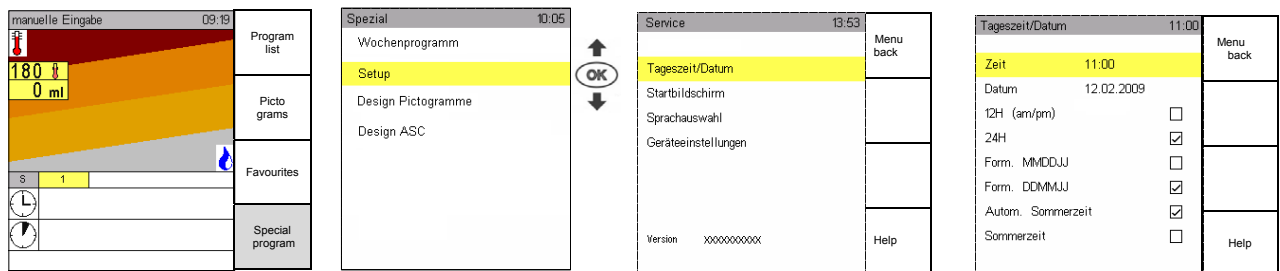 manuelle Eingabe 09:19
180
0 ml
S 1
Program
list
Picto
grams
Favourites
Special
program
Spezial 10:05
Wochenprogramm
Setup
Design Pictogramme
Design ASC
OK
Service 13:53
Tageszeit/Datum
Startbildschirm
Sprachauswahl
Geräteeinstellungen
Version XXXXXXXXXX
Menu
back
Help
Tageszeit/Datum 11:00
Zeit 11:00
Datum 12.02.2009
12H (am/pm)
24H
Form. MMDDJJ
Form. DDMMJJ
Autom. Sommerzeit
Sommerzeit
Menu
back
Help